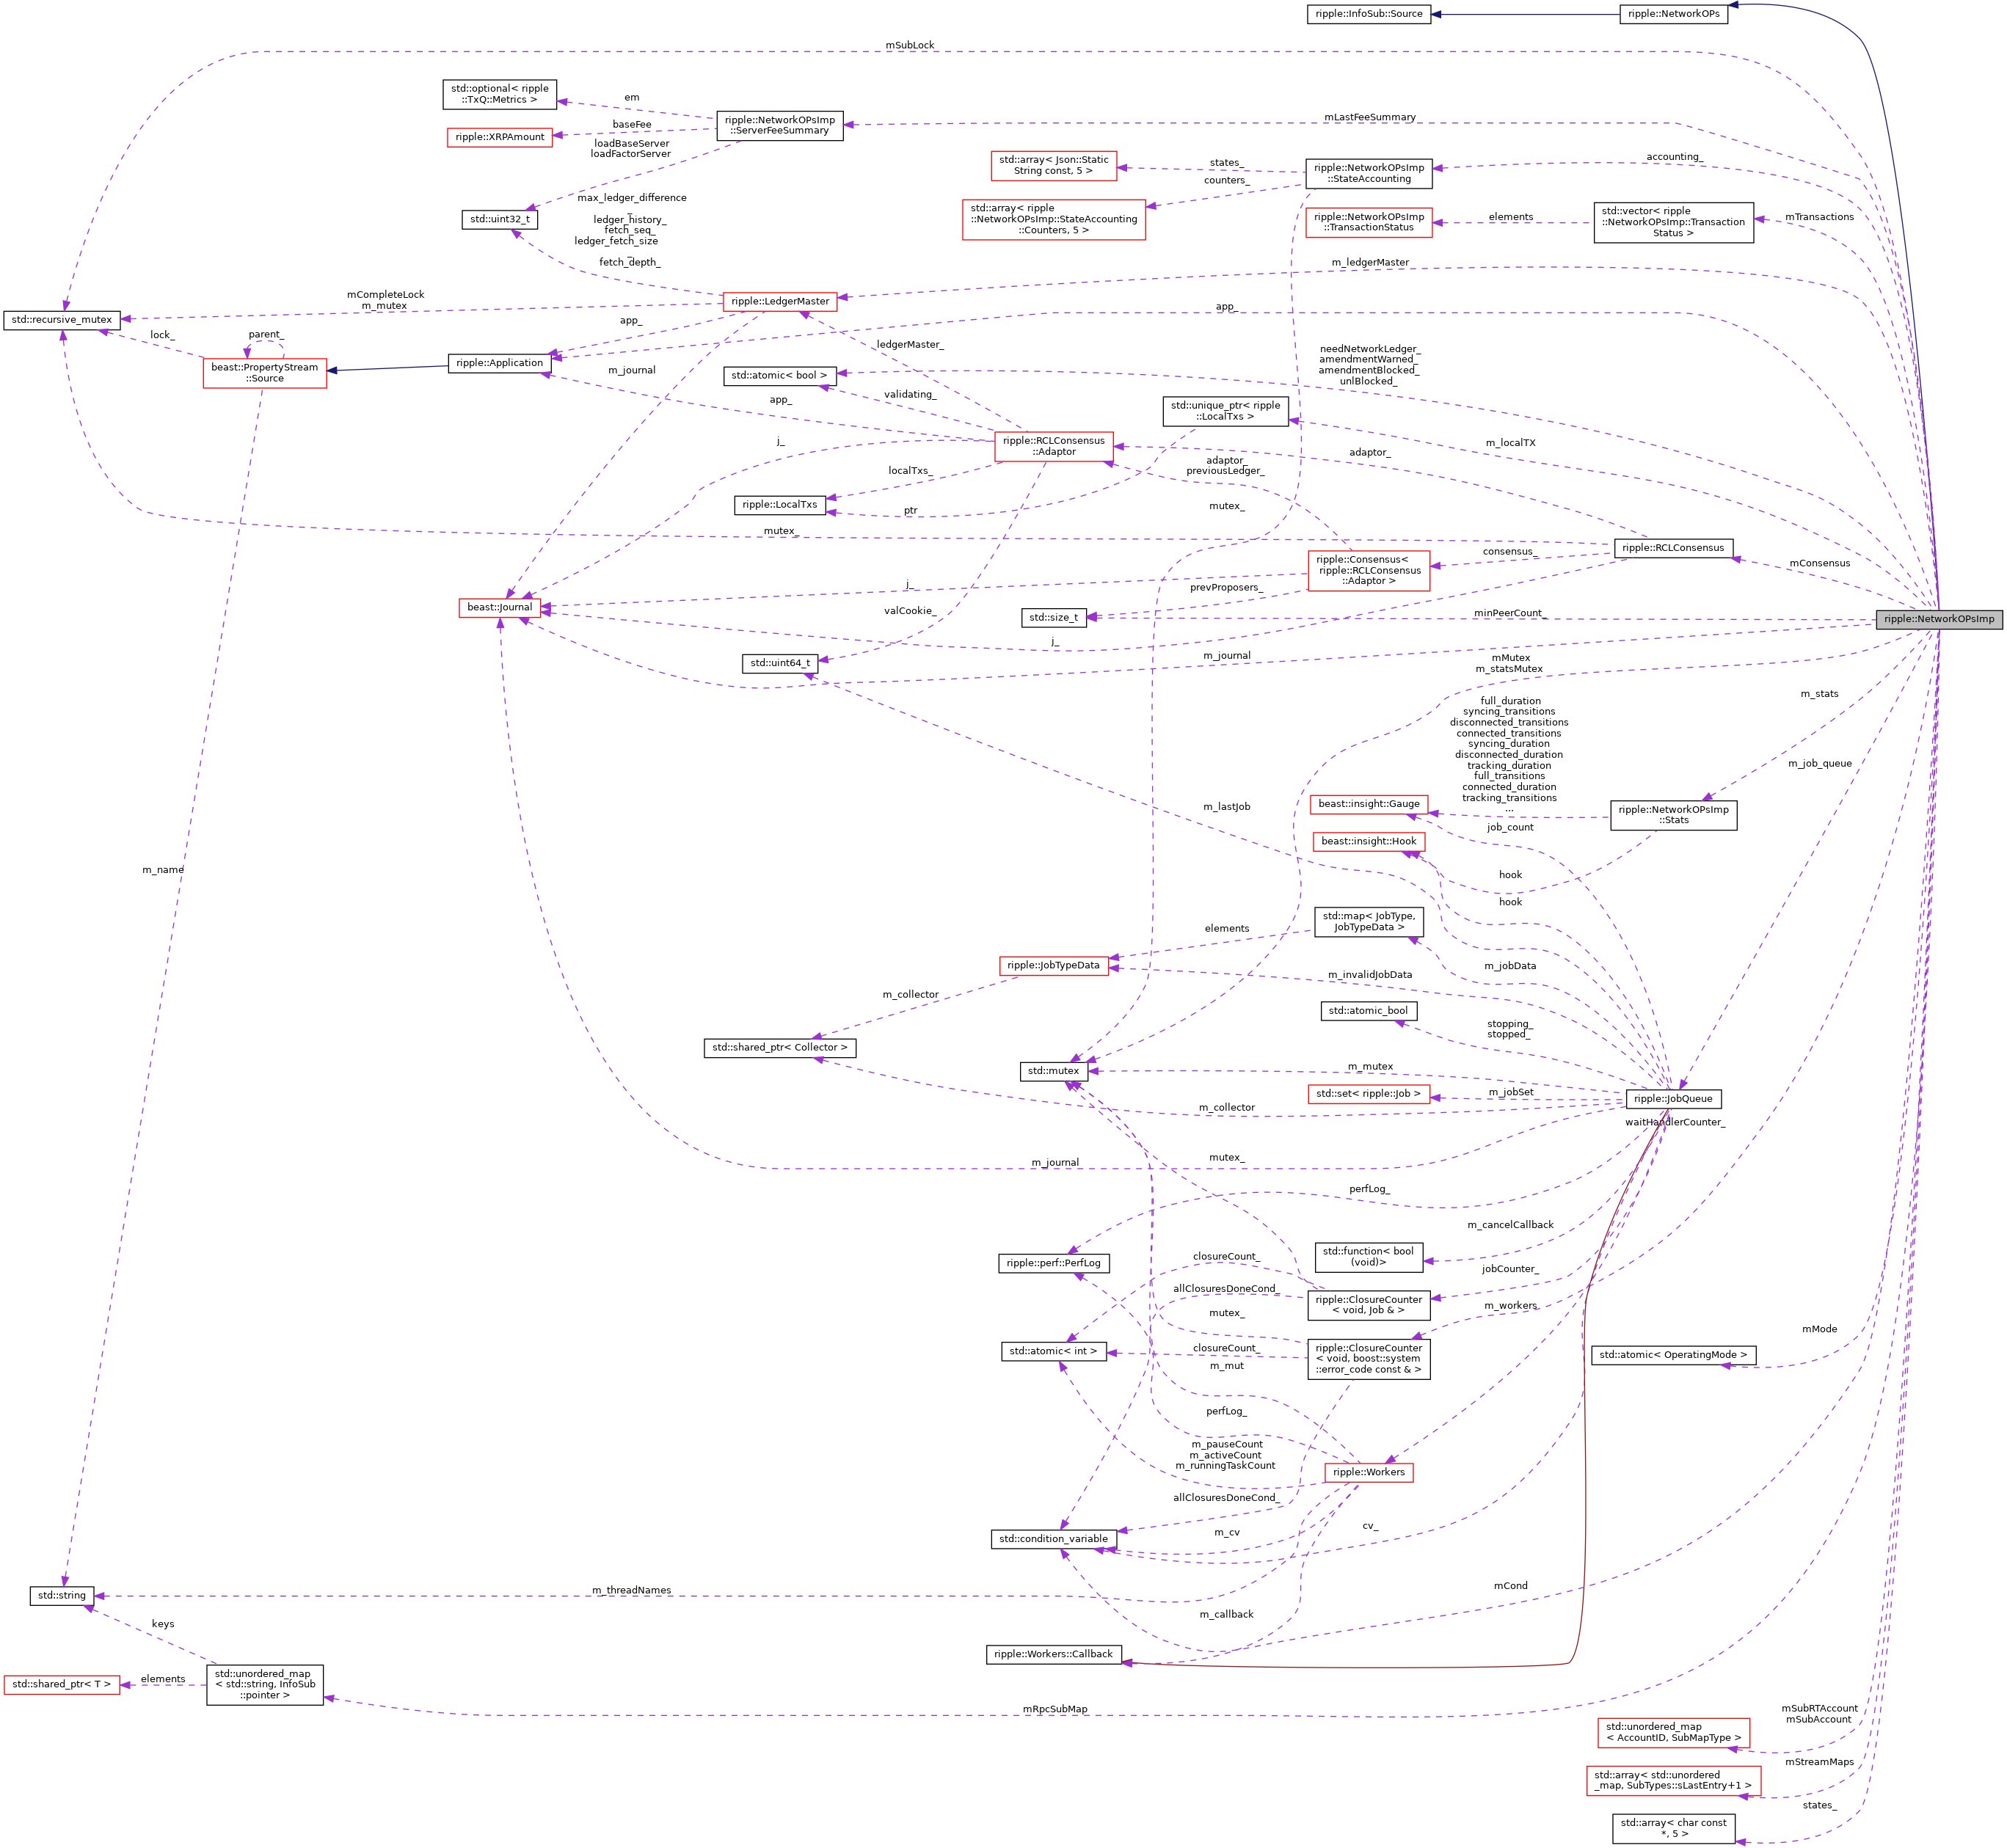 ripple::InfoSub::Source
ripple::NetworkOPs
mSubLock
std::optional< ripple
::TxQ::Metrics >
em
ripple::NetworkOPsImp
::ServerFeeSummary
mLastFeeSummary
baseFee
ripple::XRPAmount
loadBaseServer
loadFactorServer
std::array< Json::Static
String const, 5 >
states_
ripple::NetworkOPsImp
::StateAccounting
accounting_
counters_
std::array< ripple
::NetworkOPsImp::StateAccounting
::Counters, 5 >
ripple::NetworkOPsImp
::TransactionStatus
elements
std::vector< ripple
::NetworkOPsImp::Transaction
Status >
mTransactions
std::uint32_t
max_ledger_difference
_
ledger_history_
fetch_seq_
ledger_fetch_size
_
fetch_depth_
m_ledgerMaster
ripple::LedgerMaster
mCompleteLock
m_mutex
std::recursive_mutex
app_
app_
lock_
parent_
beast::PropertyStream
::Source
ripple::Application
m_journal
ledgerMaster_
std::atomic< bool >
validating_
app_
needNetworkLedger_
amendmentWarned_
amendmentBlocked_
unlBlocked_
std::unique_ptr< ripple
::LocalTxs >
m_localTX
ripple::RCLConsensus
::Adaptor
adaptor_
j_
localTxs_
adaptor_
previousLedger_
ripple::LocalTxs
ptr
mutex_
mutex_
ripple::RCLConsensus
mConsensus
consensus_
ripple::Consensus<
ripple::RCLConsensus
::Adaptor >
j_
prevProposers_
beast::Journal
valCookie_
std::size_t
minPeerCount_
ripple::NetworkOPsImp
j_
m_journal
std::uint64_t
mMutex
m_statsMutex
m_stats
full_duration
syncing_transitions
disconnected_transitions
connected_transitions
syncing_duration
disconnected_duration
tracking_duration
full_transitions
connected_duration
tracking_transitions
...
m_job_queue
m_lastJob
beast::insight::Gauge
ripple::NetworkOPsImp
::Stats
job_count
beast::insight::Hook
hook
hook
m_name
std::map< JobType,
JobTypeData >
elements
ripple::JobTypeData
m_invalidJobData
m_jobData
m_collector
std::atomic_bool
stopping_
stopped_
std::shared_ptr< Collector >
std::mutex
m_mutex
std::set< ripple::Job >
m_jobSet
ripple::JobQueue
m_collector
waitHandlerCounter_
m_journal
mutex_
perfLog_
m_cancelCallback
std::function< bool
(void)>
ripple::perf::PerfLog
closureCount_
jobCounter_
allClosuresDoneCond_
ripple::ClosureCounter
< void, Job & >
m_workers
mutex_
mMode
std::atomic< int >
closureCount_
ripple::ClosureCounter
< void, boost::system
::error_code const & >
std::atomic< OperatingMode >
m_mut
perfLog_
m_pauseCount
m_activeCount
m_runningTaskCount
ripple::Workers
allClosuresDoneCond_
std::condition_variable
m_cv
cv_
std::string
m_threadNames
mCond
keys
m_callback
ripple::Workers::Callback
std::shared_ptr< T >
elements
std::unordered_map
< std::string, InfoSub
::pointer >
mRpcSubMap
std::unordered_map
< AccountID, SubMapType >
mSubRTAccount
mSubAccount
std::array< std::unordered
_map, SubTypes::sLastEntry+1 >
mStreamMaps
std::array< char const
*, 5 >
states_